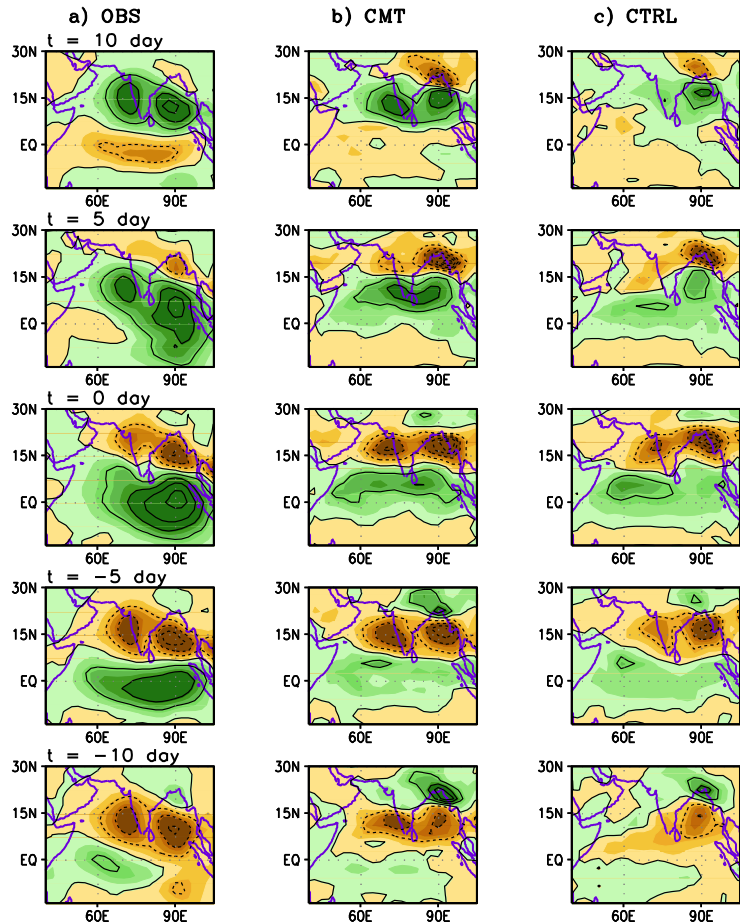 a) OBS b) CMT c) CTRL
t = 10 day
30N 30N 30N
15N 15N 15N
EQ EQ EQ
60E 90E 60E 90E 60E 90E
t = 5 day
30N 30N 30N
15N 15N 15N
EQ EQ EQ
60E 90E 60E 90E 60E 90E
t = 0 day
30N 30N 30N
15N 15N 15N
EQ EQ EQ
60E 90E 60E 90E 60E 90E
t = -5 day
30N 30N 30N
15N 15N 15N
EQ EQ EQ
60E 90E 60E 90E 60E 90E
t = -10 day
30N 30N 30N
15N 15N 15N
EQ EQ EQ
60E 90E 60E 90E 60E 90E